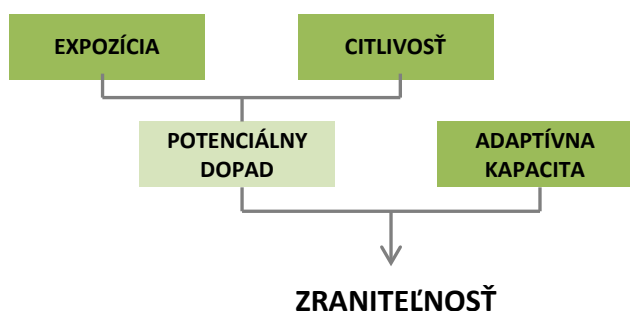 EXPOZÍCIA
CITLIVOSŤ
POTENCIÁLNY
DOPAD
ADAPTÍVNA
KAPACITA
ZRANITEĽNOSŤ